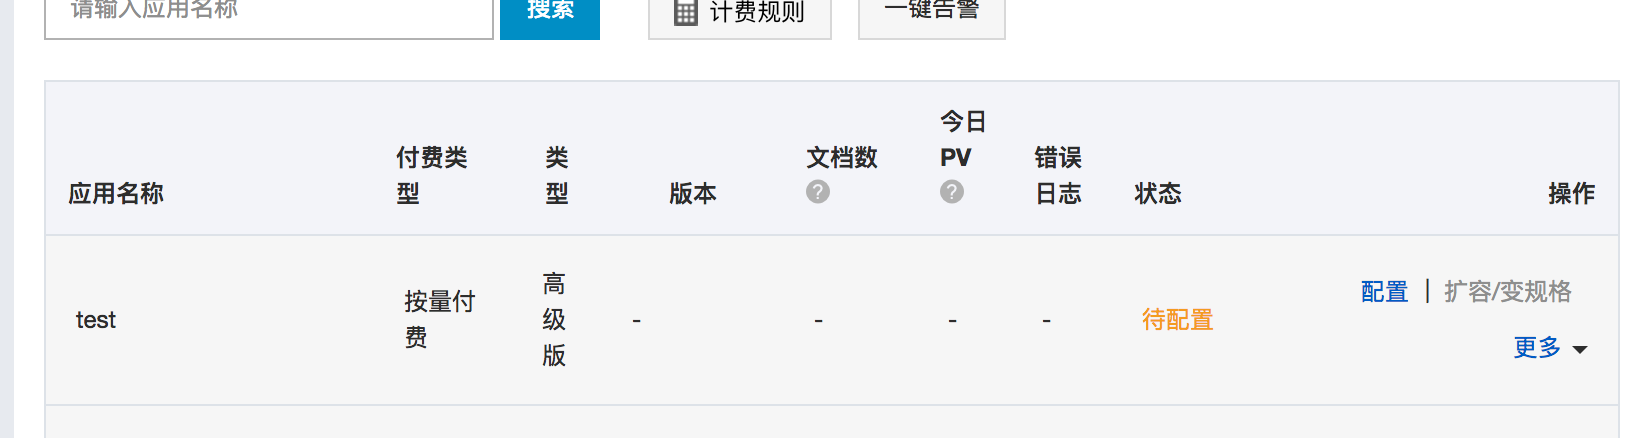 请输入应用名称 搜索 计费规则 一键告警
今日
付费类 类 文档数 PV 错误
应用名称 型 型 版本 ? ? 日志 状态 操作
高
按量付 级 配置 | 扩容/变规格
test 费 版 - - - - 待配置
更多